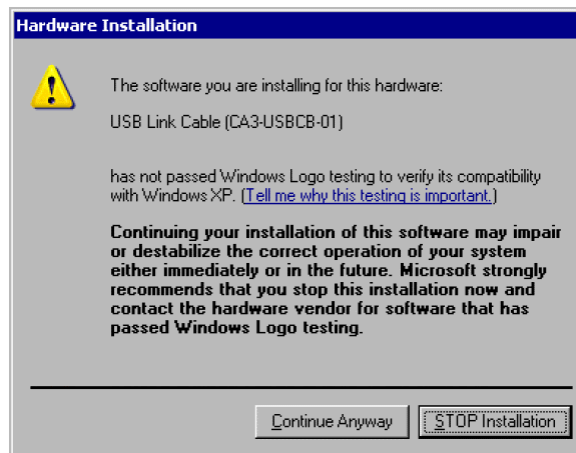 Hardware Installation
The software you are installing for this hardware:
USB Link Cable (CA3-USBCB-01)
has not passed Windows Logo testing to verify its compatibility
with Windows XP. (Tell me why this testing is important.)
Continuing your installation of this software may impair
or destabilize the correct operation of your system
either immediately or in the future. Microsoft strongly
recommends that you stop this installation now and
contact the hardware vendor for software that has
passed Windows Logo testing.
Continue Anyway
STOP Installation